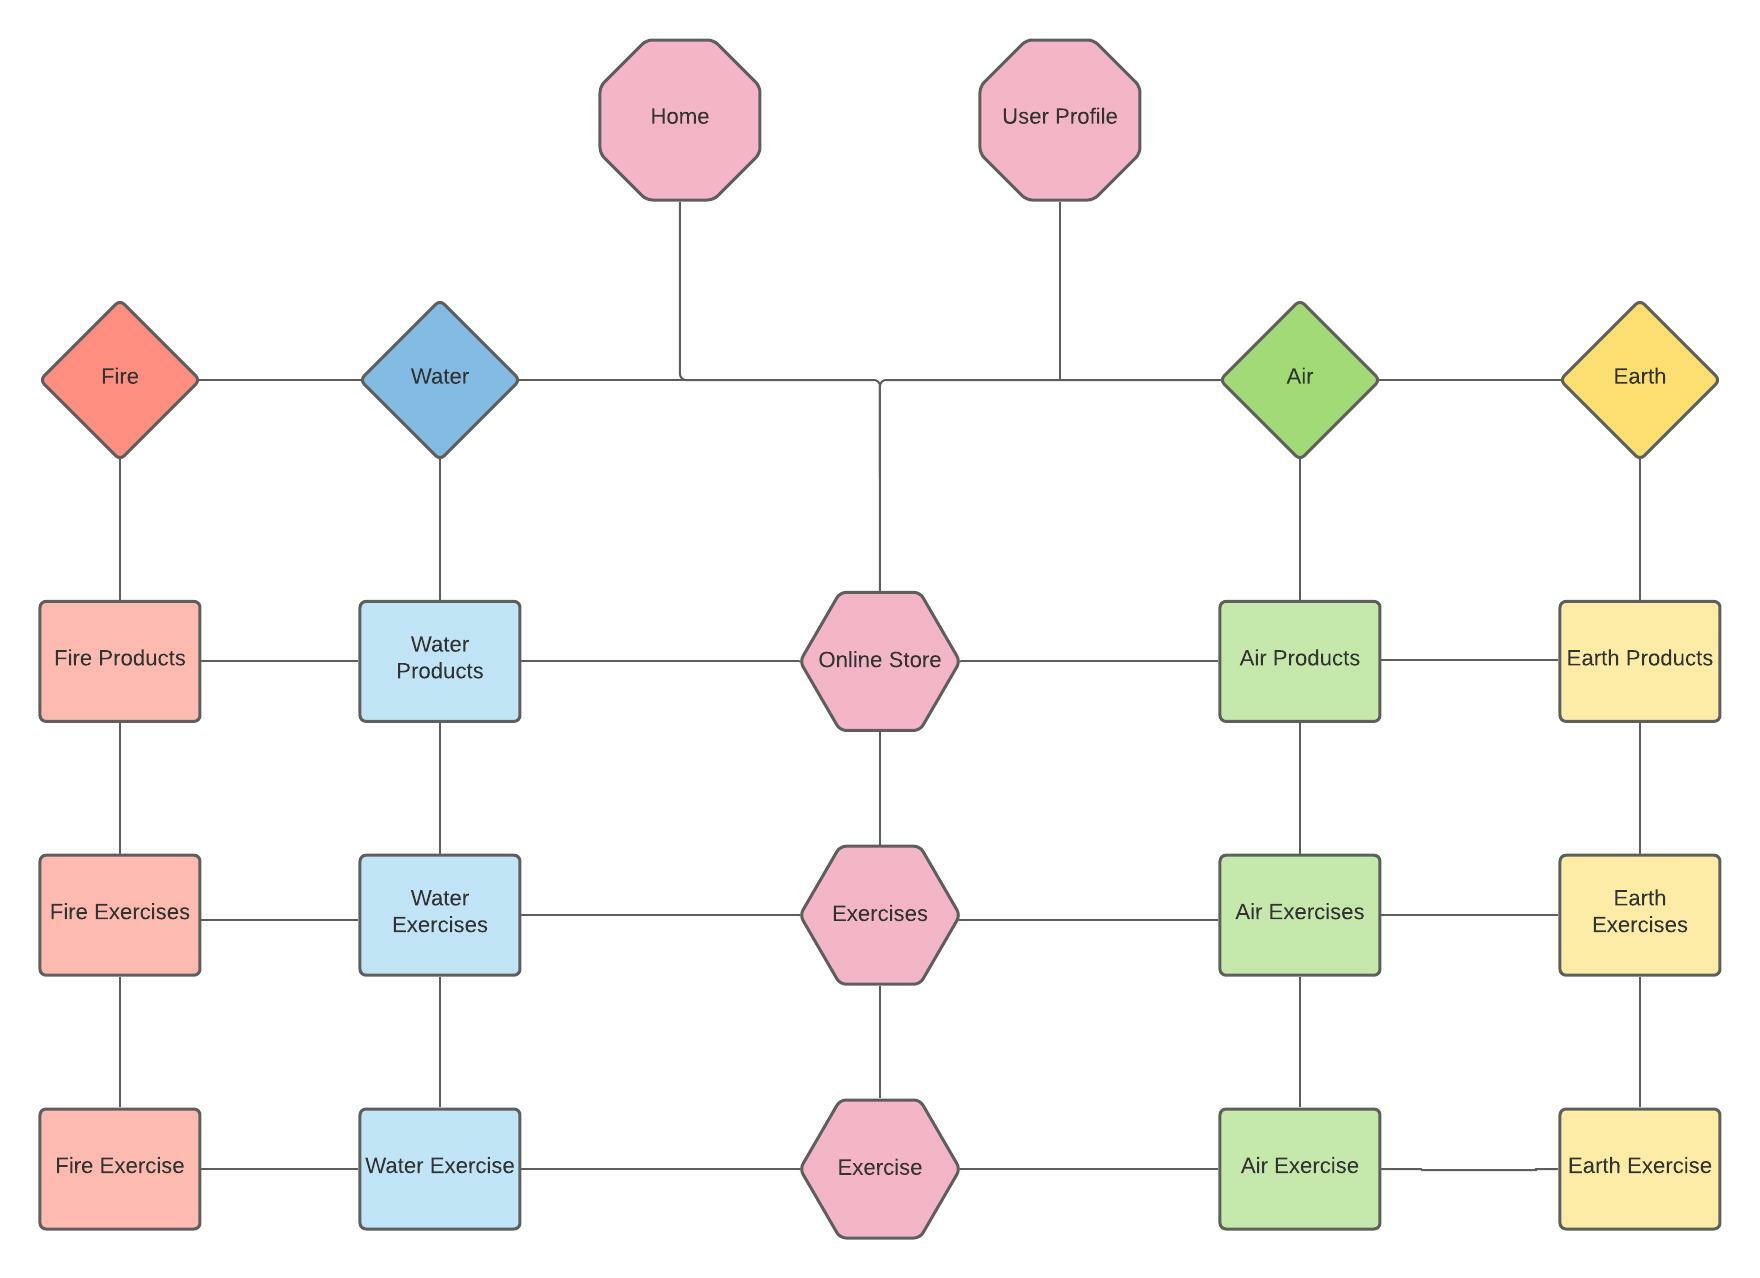 Home
User Profile
Fire
Water
Air
Earth
Fire Products
Water
Products
Online Store
Air Products
Earth Products
Fire Exercises
Water
Exercises
Exercises
Air Exercises
Earth
Exercises
Fire Exercise
Water Exercise
Exercise
Air Exercise
Earth Exercise